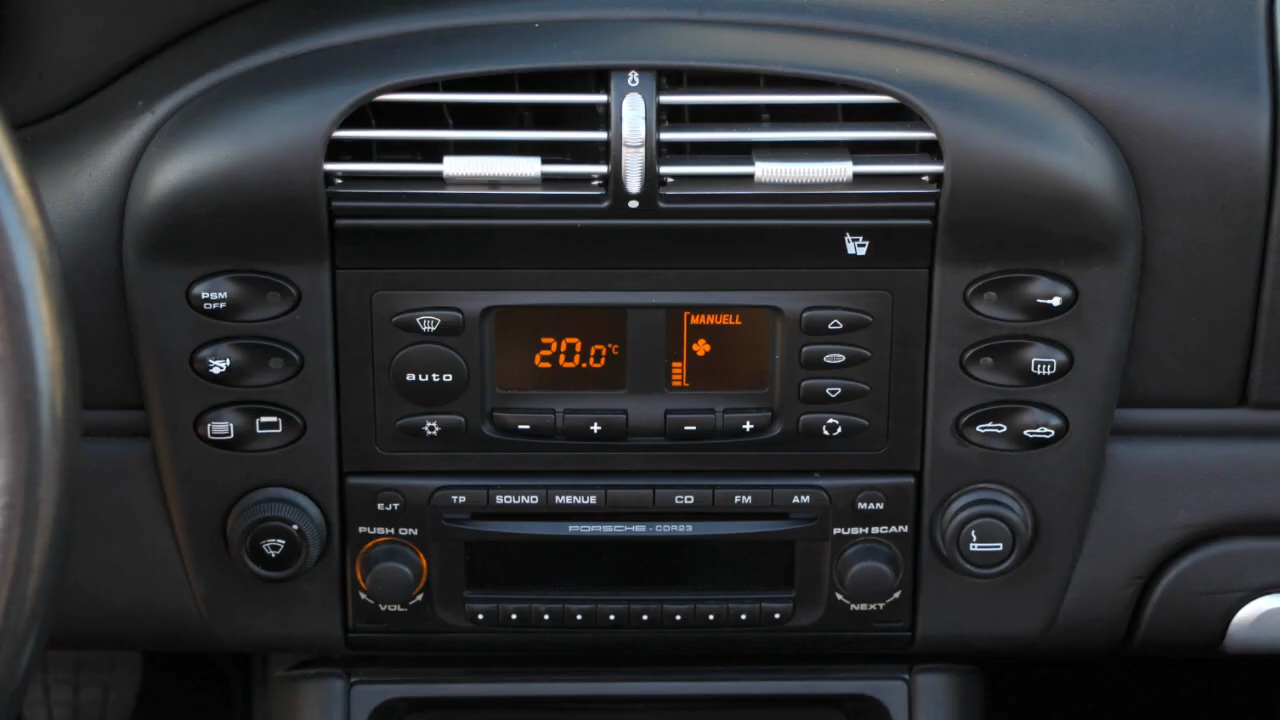 PSM
OFF
20.0°C
MANUELL
auto
- +
- +
EJT
TP SOUND MENUE CD FM AM
MAN
PORSCHE - CDR23
PUSH ON
PUSH SCAN
VOL.
NEXT